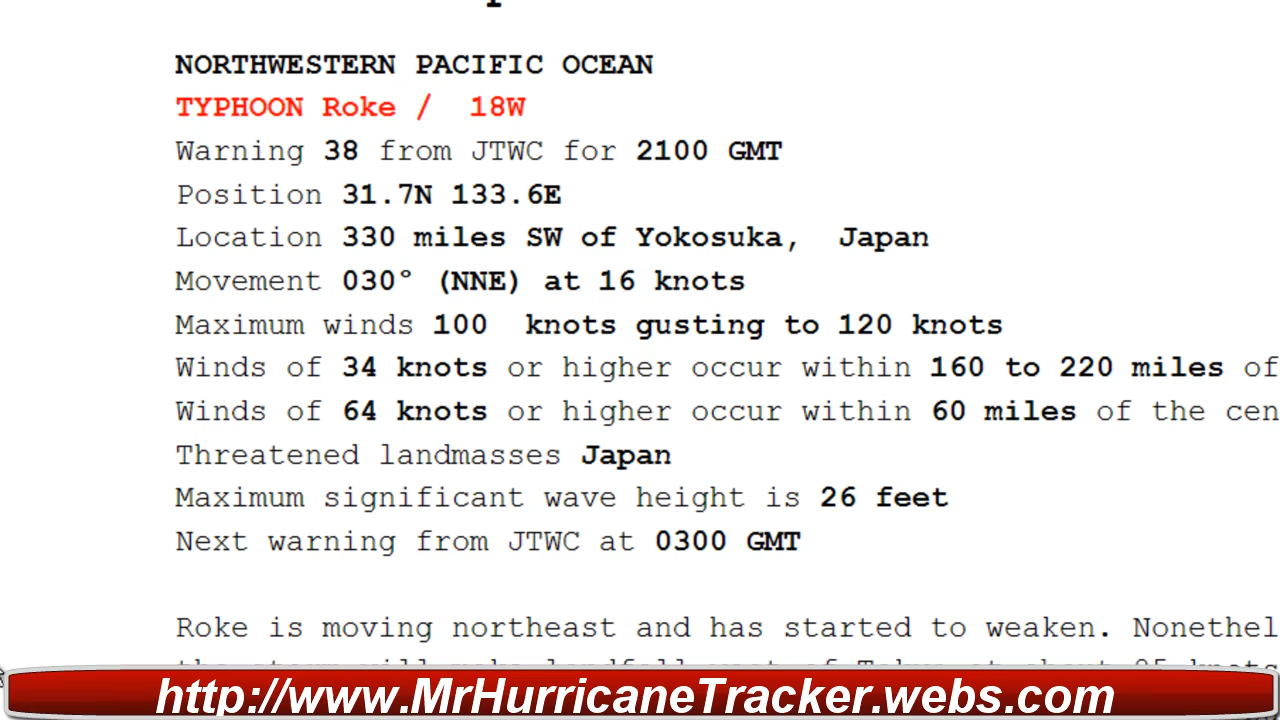 NORTHWESTERN PACIFIC OCEAN
TYPHOON Roke / 18W
Warning 38 from JTWC for 2100 GMT
Position 31.7N 133.6E
Location 330 miles SW of Yokosuka, Japan
Movement 030° (NNE) at 16 knots
Maximum winds 100 knots gusting to 120 knots
Winds of 34 knots or higher occur within 160 to 220 miles of
Winds of 64 knots or higher occur within 60 miles of the cen
Threatened landmasses Japan
Maximum significant wave height is 26 feet
Next warning from JTWC at 0300 GMT
Roke is moving northeast and has started to weaken. Nonethel
http://www.MrHurricaneTracker.webs.com